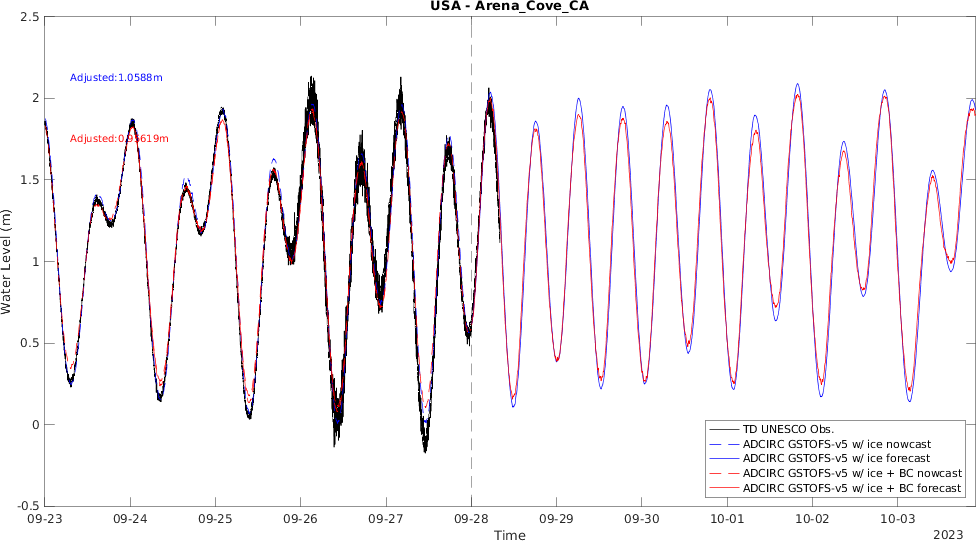 USA - Arena_Cove_CA
2.5
2
1.5
1
0.5
0
-0.5
Water Level (m)
Adjusted:1.0588m
Adjusted:0.93619m
TD UNESCO Obs.
ADCIRC GSTOFS-v5 w/ ice nowcast
ADCIRC GSTOFS-v5 w/ ice forecast
ADCIRC GSTOFS-v5 w/ ice + BC nowcast
ADCIRC GSTOFS-v5 w/ ice + BC forecast
09-23 09-24 09-25 09-26 09-27 09-28 09-29 09-30 10-01 10-02 10-03
Time
2023